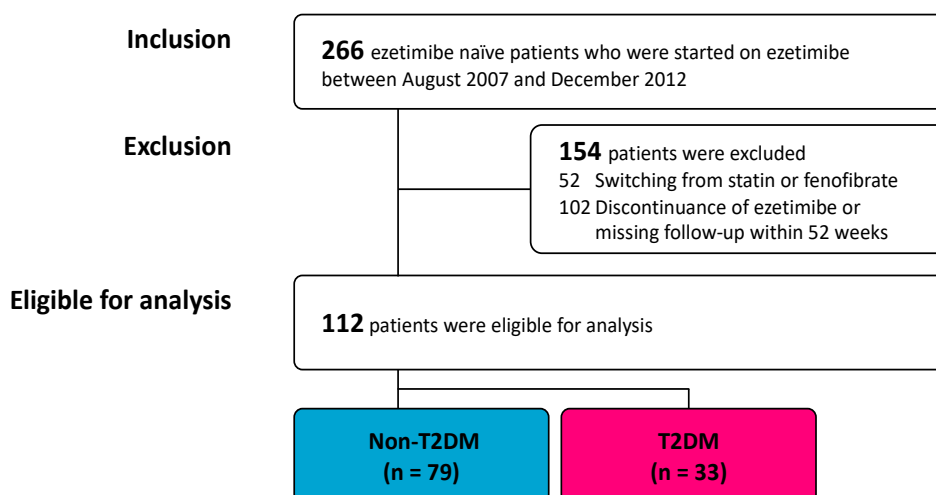 Inclusion
266 ezetimibe naïve patients who were started on ezetimibe
between August 2007 and December 2012
Exclusion
154 patients were excluded
52 Switching from statin or fenofibrate
102 Discontinuance of ezetimibe or
missing follow-up within 52 weeks
Eligible for analysis
112 patients were eligible for analysis
Non-T2DM
(n = 79)
T2DM
(n = 33)